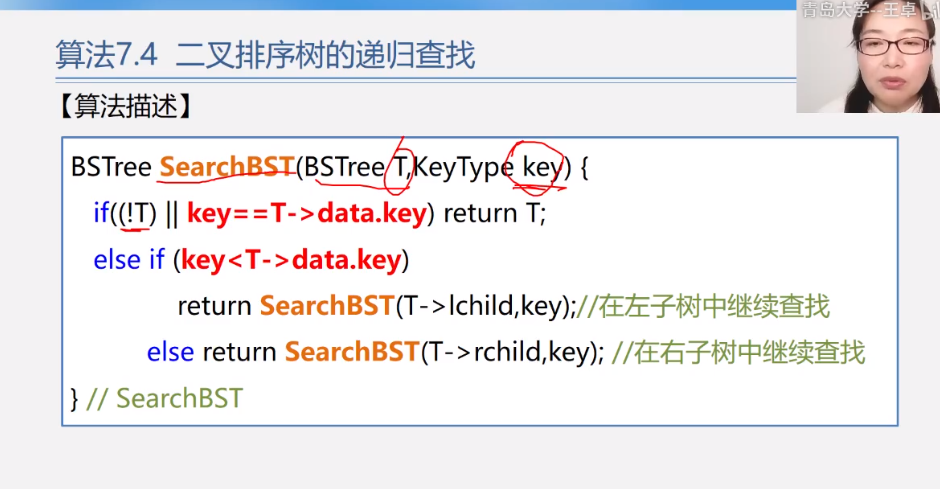 青岛大学--王卓
算法7.4 二叉排序树的递归查找
【算法描述】
BSTree SearchBST(BSTree T,KeyType key) {
if((!T) || key==T->data.key) return T;
else if (key<T->data.key)
return SearchBST(T->lchild,key);//在左子树中继续查找
else return SearchBST(T->rchild,key); //在右子树中继续查找
} // SearchBST